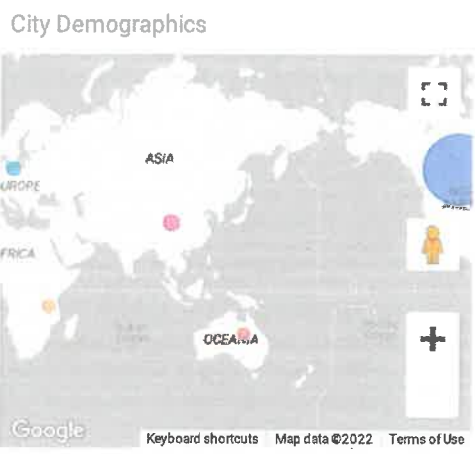 City Demographics
ASIA
UROPE
FRICA
OCEANIA
Google
Keyboard shortcuts Map data ©2022 Terms of Use